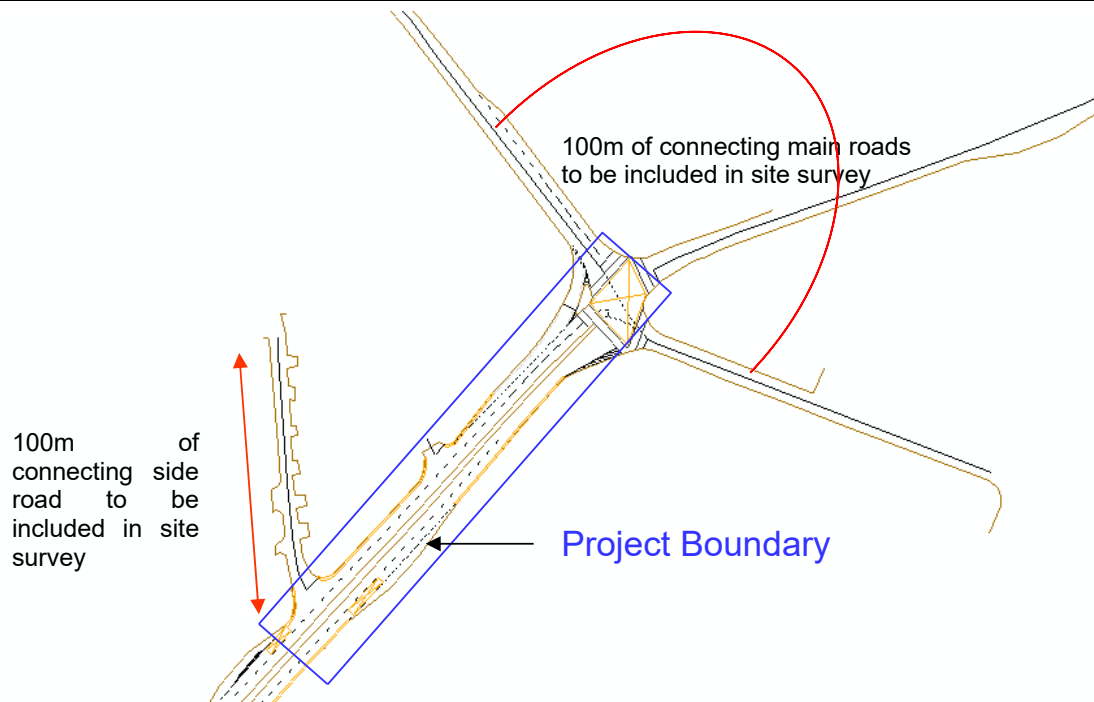 100m of connecting main roads
to be included in site survey
100m of
connecting side
road to be
included in site
survey
Project Boundary